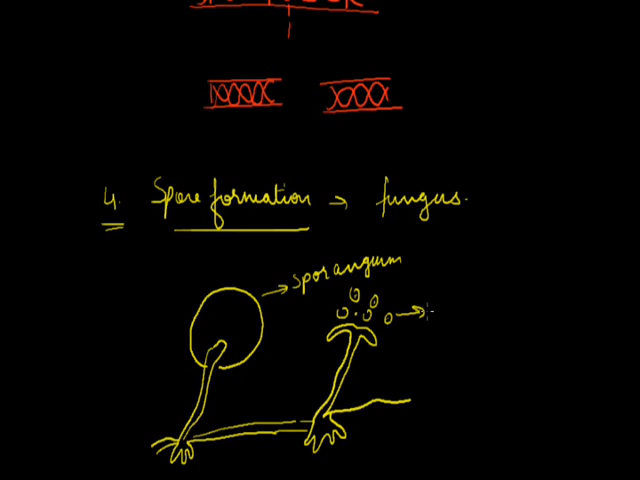 4. Spore formation → fungus.
→ sporangium